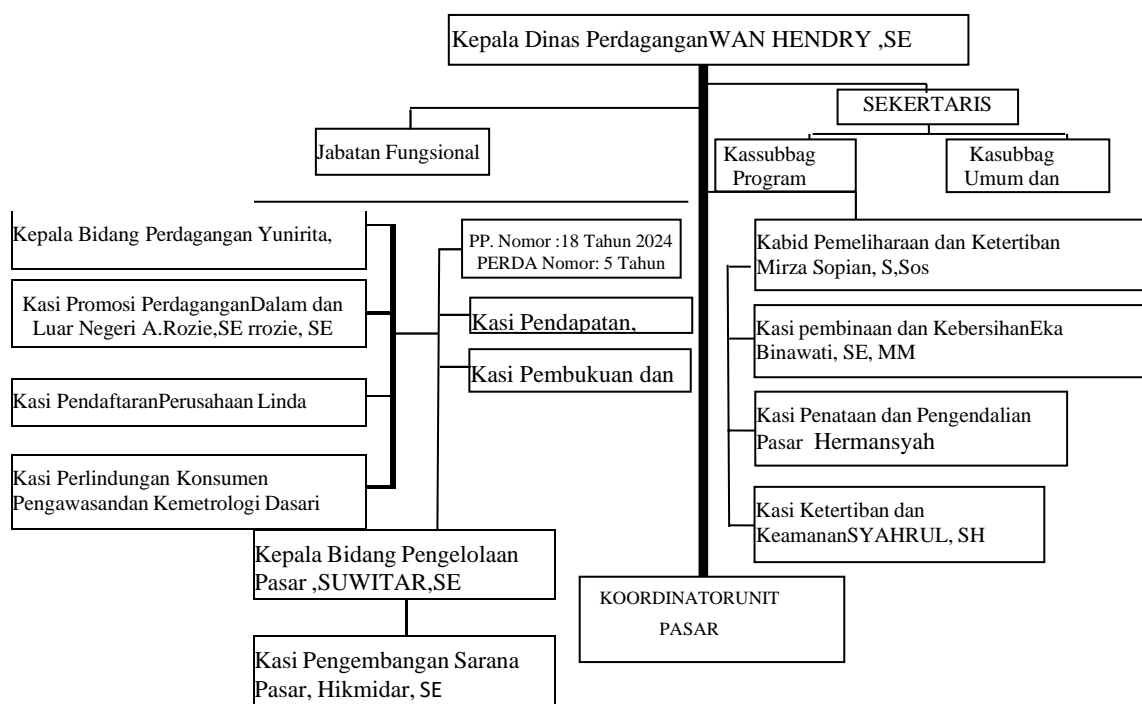 Kepala Dinas PerdaganganWAN HENDRY ,SE
SEKERTARIS
Jabatan Fungsional
Kassubbag
Program
Kasubbag
Umum dan
Kepala Bidang Perdagangan Yunirita,
Kasi Promosi PerdaganganDalam dan
Luar Negeri A.Rozie,SE rrozie, SE
Kasi PendaftaranPerusahaan Linda
Kasi Perlindungan Konsumen
Pengawasandan Kemetrologi Dasari
PP. Nomor :18 Tahun 2024
PERDA Nomor: 5 Tahun
Kasi Pendapatan,
Kasi Pembukuan dan
Kepala Bidang Pengelolaan
Pasar ,SUWITAR,SE
Kasi Pengembangan Sarana
Pasar, Hikmidar, SE
Kabid Pemeliharaan dan Ketertiban
Mirza Sopian, S,Sos
Kasi pembinaan dan KebersihanEka
Binawati, SE, MM
Kasi Penataan dan Pengendalian
Pasar Hermansyah
Kasi Ketertiban dan
KeamananSYAHRUL, SH
KOORDINATORUNIT
PASAR